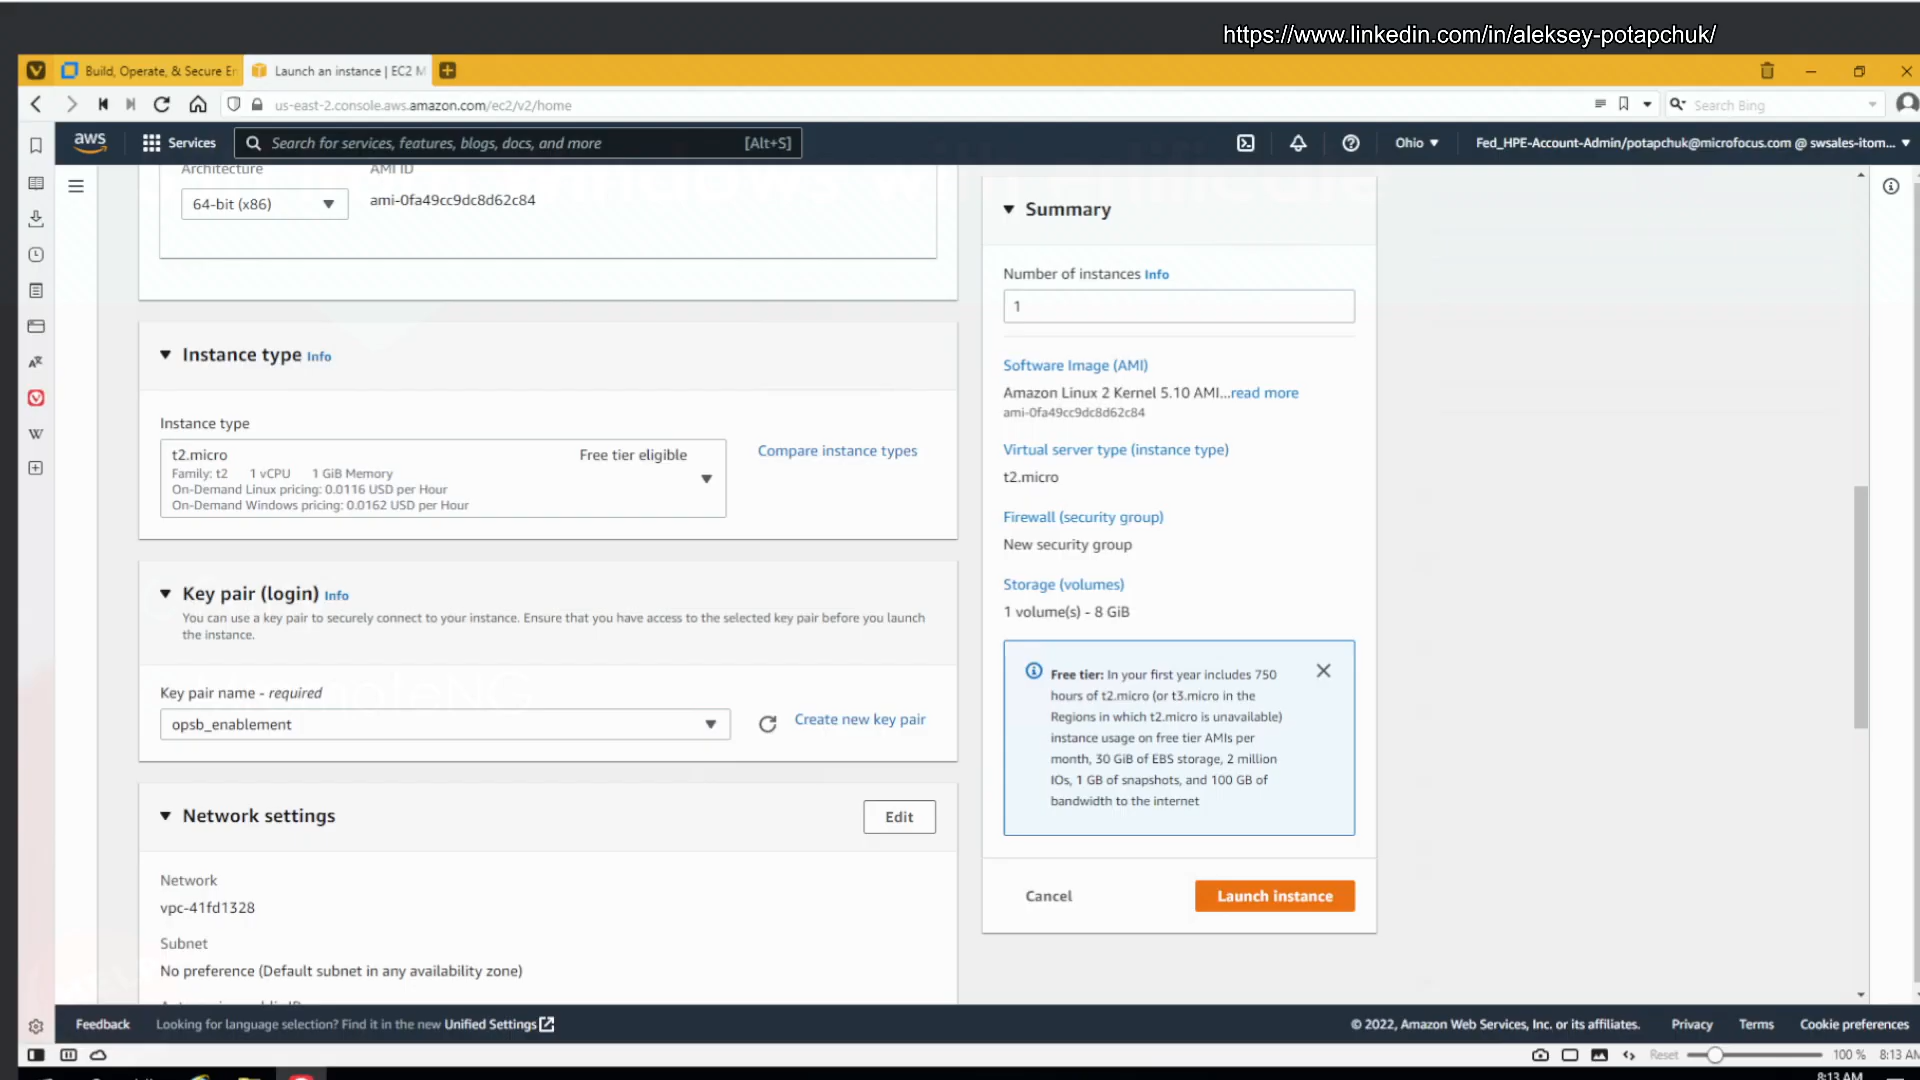 https://www.linkedin.com/in/aleksey-potapchuk/
Build, Operate, & Secure Er
Launch an instance | EC2 M
us-east-2.console.aws.amazon.com/ec2/v2/home
Search Bing
aws
Services
Search for services, features, blogs, docs, and more
[Alt+S]
Ohio
Fed_HPE-Account-Admin/potapchuk@microfocus.com @ swsales-itom...
Architecture
AMI ID
64-bit (x86)
ami-0fa49cc9dc8d62c84
Instance type Info
Instance type
t2.micro
Free tier eligible
Family: t2 1 vCPU 1 GiB Memory
On-Demand Linux pricing: 0.0116 USD per Hour
On-Demand Windows pricing: 0.0162 USD per Hour
Compare instance types
Key pair (login) Info
You can use a key pair to securely connect to your instance. Ensure that you have access to the selected key pair before you launch
the instance.
Key pair name - required
opsb_enablement
Create new key pair
Network settings
Edit
Network
vpc-41fd1328
Subnet
No preference (Default subnet in any availability zone)
Summary
Number of instances Info
1
Software Image (AMI)
Amazon Linux 2 Kernel 5.10 AMI...read more
ami-0fa49cc9dc8d62c84
Virtual server type (instance type)
t2.micro
Firewall (security group)
New security group
Storage (volumes)
1 volume(s) - 8 GiB
Free tier: In your first year includes 750
hours of t2.micro (or t3.micro in the
Regions in which t2.micro is unavailable)
instance usage on free tier AMIs per
month, 30 GiB of EBS storage, 2 million
IOs, 1 GB of snapshots, and 100 GB of
bandwidth to the internet
Cancel
Launch instance
Feedback
Looking for language selection? Find it in the new Unified Settings
© 2022, Amazon Web Services, Inc. or its affiliates.
Privacy
Terms
Cookie preferences
Reset
100 %
8:13 AM
8:13 AM